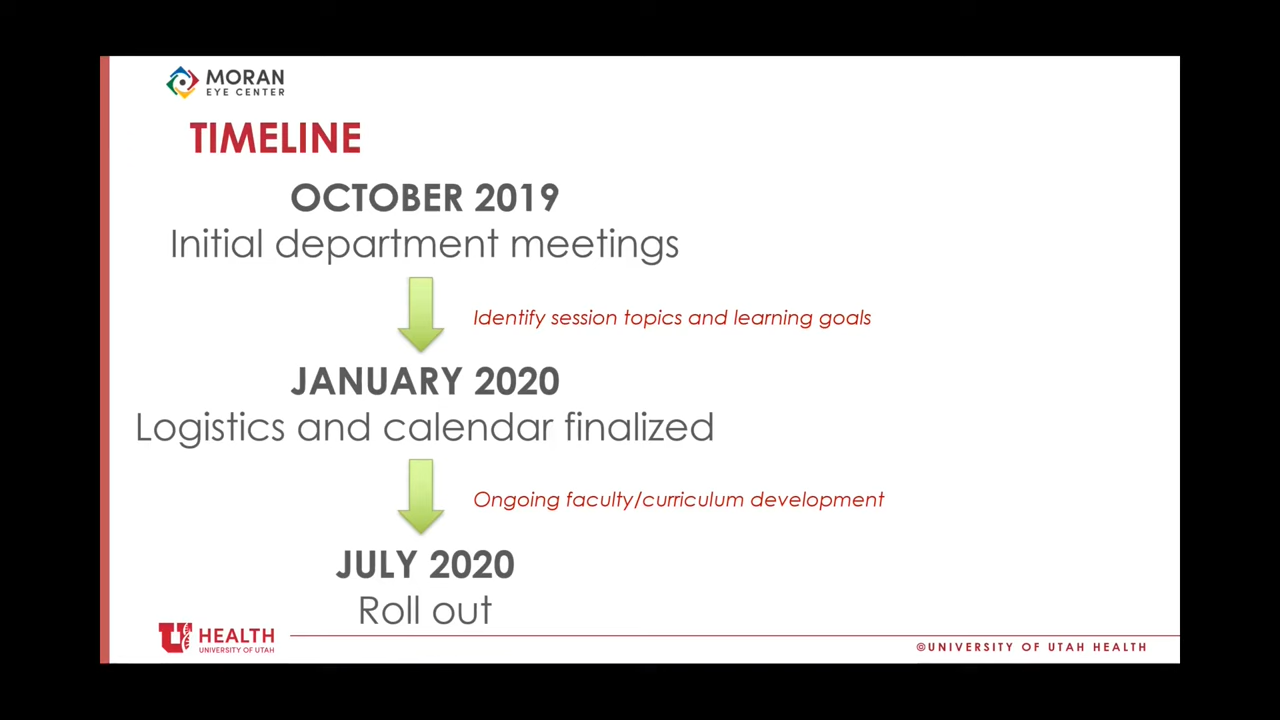 MORAN
EYE CENTER
TIMELINE
OCTOBER 2019
Initial department meetings
Identify session topics and learning goals
JANUARY 2020
Logistics and calendar finalized
Ongoing faculty/curriculum development
JULY 2020
Roll out
U HEALTH
UNIVERSITY OF UTAH
©UNIVERSITY OF UTAH HEALTH